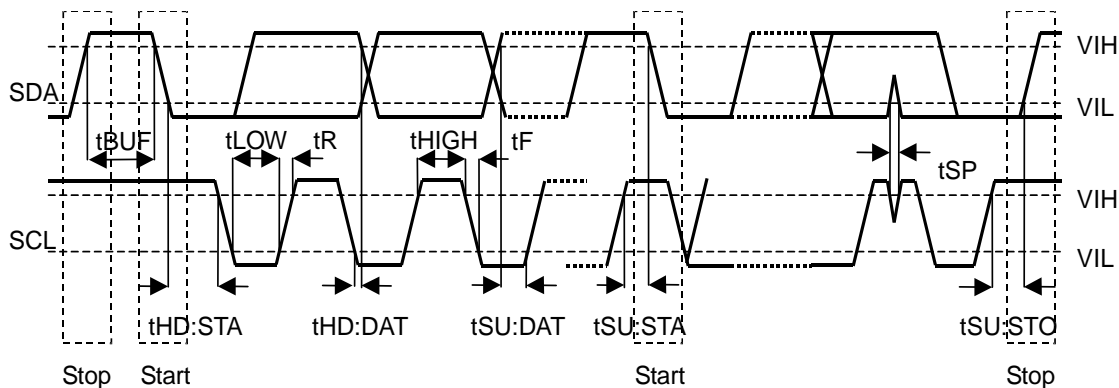 VIH
SDA
VIL
tBUF tLOW tR tHIGH tF
tSP
VIH
SCL
VIL
tHD:STA tHD:DAT tSU:DAT tSU:STA tSU:STO
Stop Start Start Stop